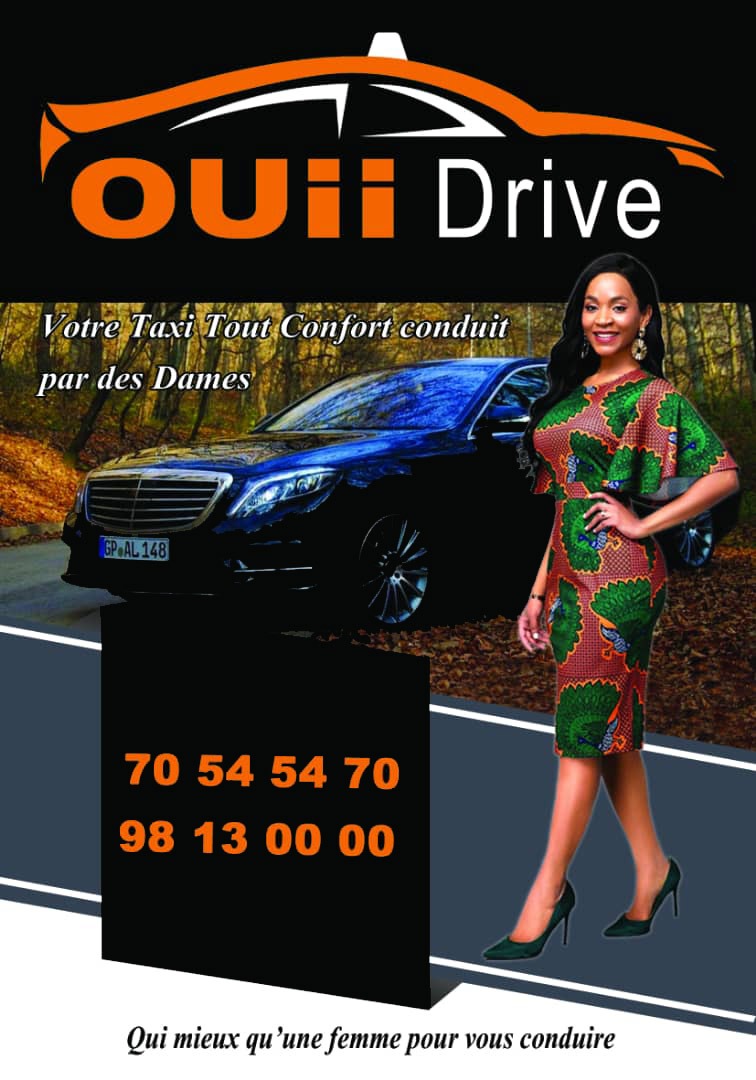 OUii Drive
Votre Taxi Tout Confort conduit
par des Dames
GP AL 148
70 54 54 70
98 13 00 00
Qui mieux qu'une femme pour vous conduire